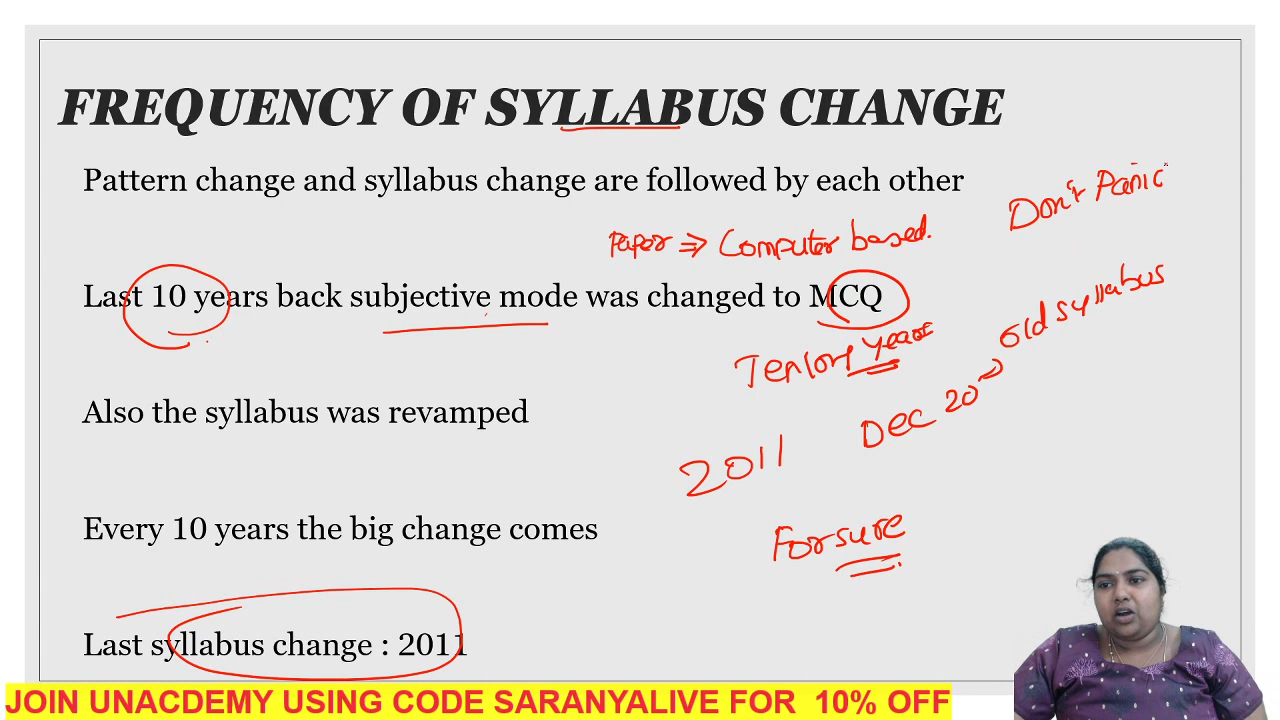 FREQUENCY OF SYLLABUS CHANGE
Pattern change and syllabus change are followed by each other
Don't Panic
Paper ⇒ Computer based.
Last 10 years back subjective mode was changed to MCQ
old syllabus
years
Dec 20
Also the syllabus was revamped
2011
Every 10 years the big change comes
For sure
Last syllabus change : 2011
JOIN UNACDEMY USING CODE SARANYALIVE FOR 10% OFF